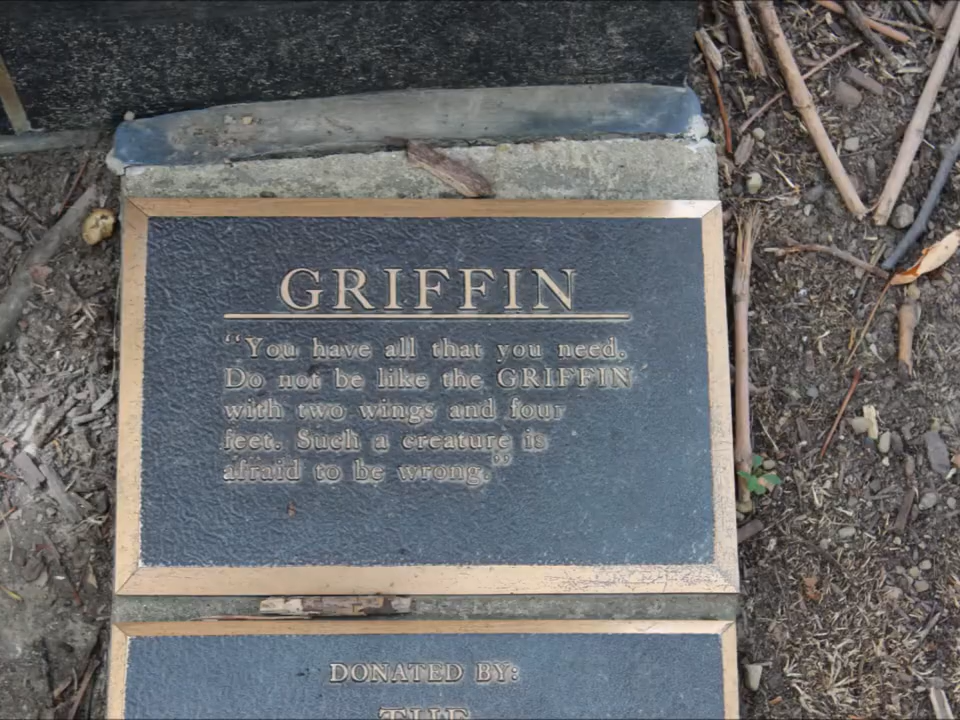 GRIFFIN
“You have all that you need.
Do not be like the GRIFFIN
with two wings and four
feet. Such a creature is
afraid to be wrong.”
DONATED BY:
THE